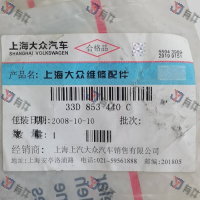 上海大众汽车
SHANGHAI VOLKSWAGEN
合格品
产品名: 上海大众维修配件
33D 853 440 C
包装日期: 2008-10-10 批次:
数 量: 1
经销商: 上海上汽大众汽车销售有限公司
上海安亭洛浦路 电话: 021-59561888 邮编: 201805